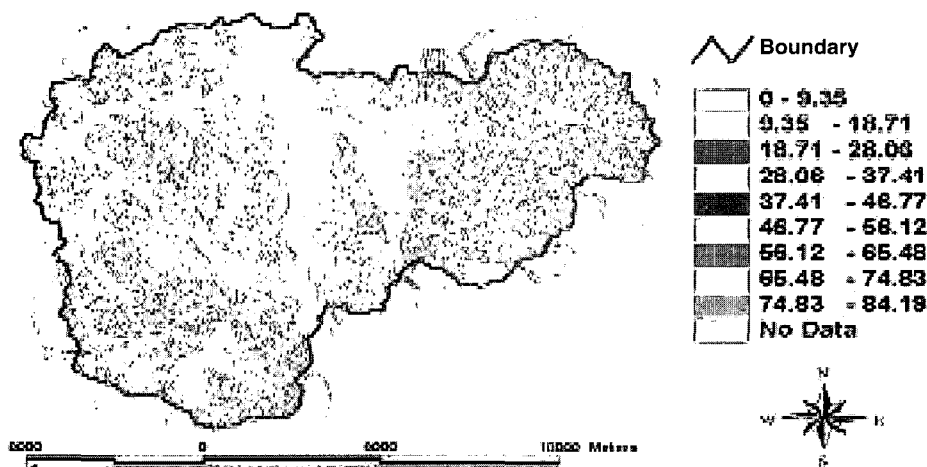 Boundary
0 - 9.35
9.35 - 18.71
18.71 - 28.06
28.06 - 37.41
37.41 - 46.77
46.77 - 56.12
56.12 - 65.48
65.48 - 74.83
74.83 - 84.19
No Data
N
W E
S
5000 0 5000 10000 Meters